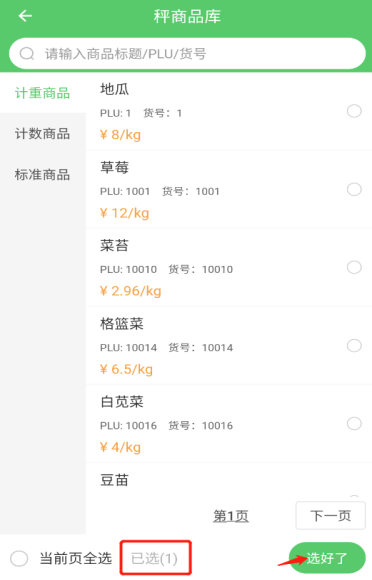 秤商品库
请输入商品标题/PLU/货号
计重商品
计数商品
标准商品
地瓜
PLU: 1 货号: 1
¥ 8/kg
草莓
PLU: 1001 货号: 1001
¥ 12/kg
菜苔
PLU: 10010 货号: 10010
¥ 2.96/kg
格篮菜
PLU: 10014 货号: 10014
¥ 6.5/kg
白苋菜
PLU: 10016 货号: 10016
¥ 4/kg
豆苗
第1页 下一页
当前页全选 已选(1) 选好了